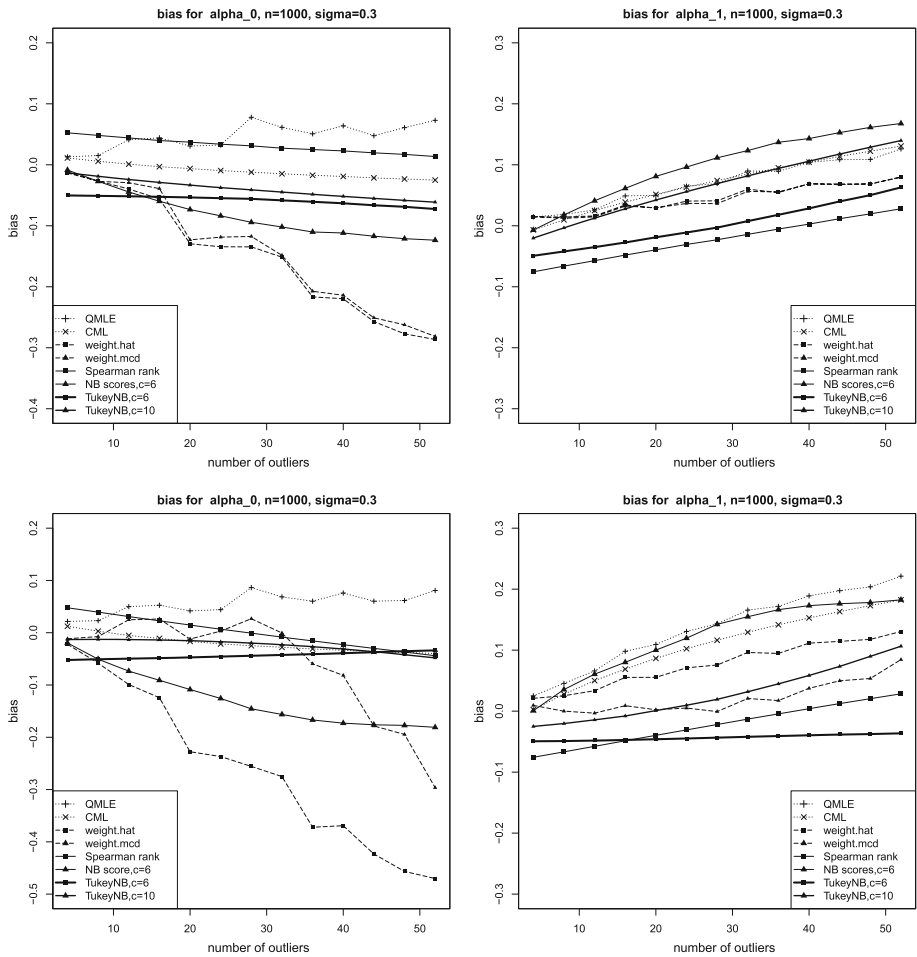 bias for alpha_0, n=1000, sigma=0.3
bias
0.2
0.1
0.0
−0.1
−0.2
−0.3
−0.4
QMLE
CML
weight.hat
weight.mcd
Spearman rank
NB scores,c=6
TukeyNB,c=6
TukeyNB,c=10
10
20
30
40
50
number of outliers
bias for alpha_1, n=1000, sigma=0.3
bias
0.3
0.2
0.1
0.0
−0.1
−0.3
QMLE
CML
weight.hat
weight.mcd
Spearman rank
NB scores,c=6
TukeyNB,c=6
TukeyNB,c=10
10
20
30
40
50
number of outliers
bias for alpha_0, n=1000, sigma=0.3
bias
0.2
0.1
0.0
−0.1
−0.2
−0.3
−0.4
−0.5
QMLE
CML
weight.hat
weight.mcd
Spearman rank
NB score,c=6
TukeyNB,c=6
TukeyNB,c=10
10
20
30
40
50
number of outliers
bias for alpha_1, n=1000, sigma=0.3
bias
0.3
0.2
0.1
0.0
−0.1
−0.3
QMLE
CML
weight.hat
weight.mcd
Spearman rank
NB scores,c=6
TukeyNB,c=6
TukeyNB,c=10
10
20
30
40
50
number of outliers